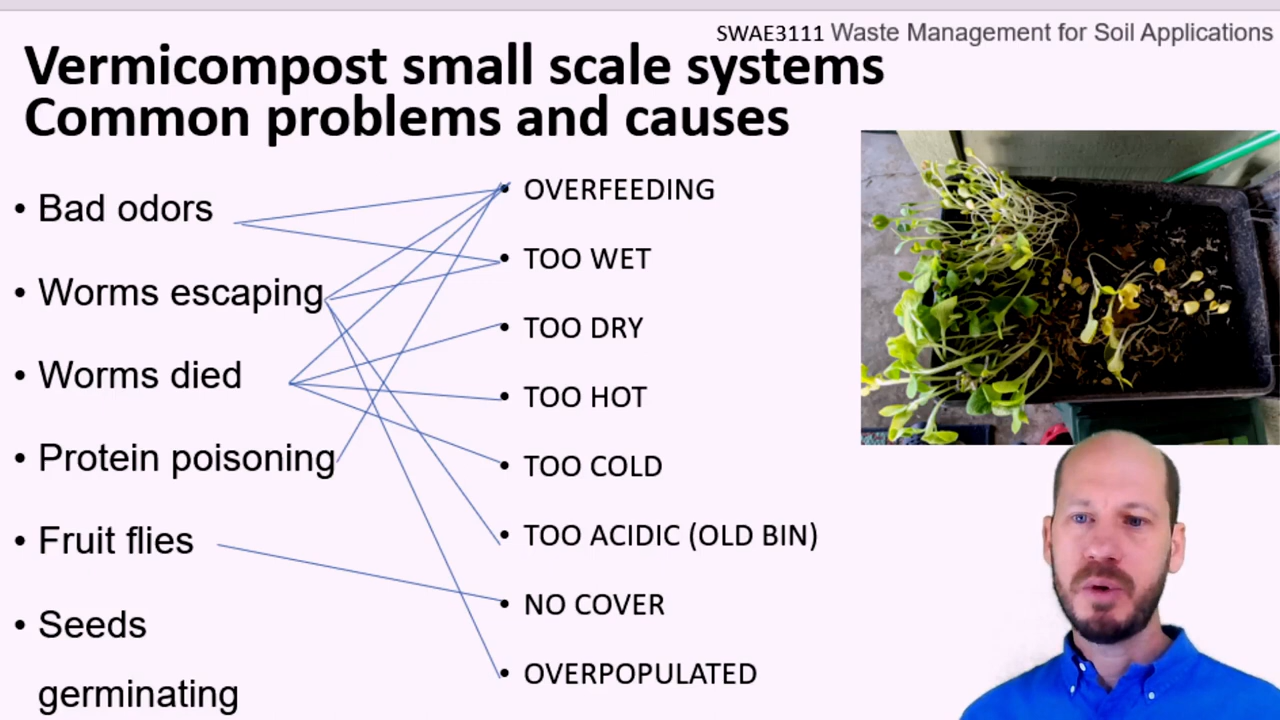 SWAE3111 Waste Management for Soil Applications
Vermicompost small scale systems
Common problems and causes
• Bad odors
• Worms escaping
• Worms died
• Protein poisoning
• Fruit flies
• Seeds
germinating
• OVERFEEDING
• TOO WET
• TOO DRY
• TOO HOT
• TOO COLD
• TOO ACIDIC (OLD BIN)
• NO COVER
• OVERPOPULATED